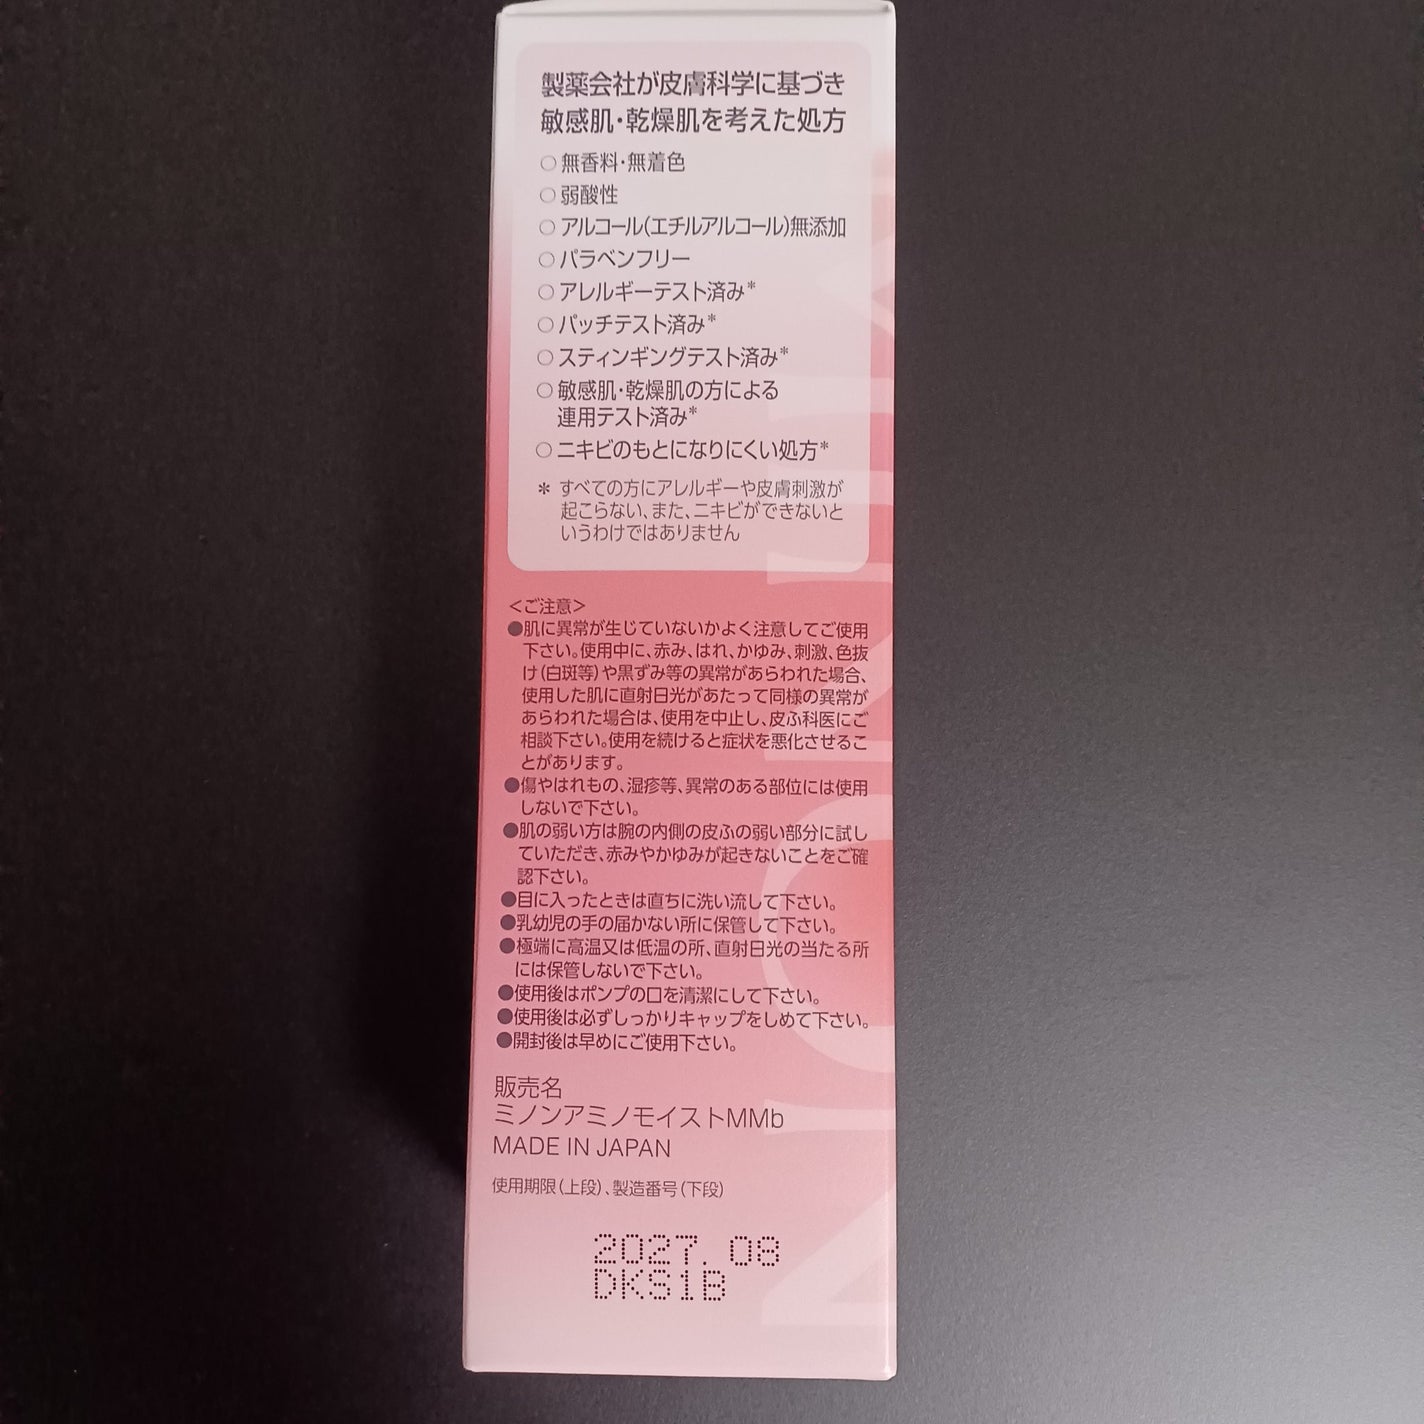 製薬会社が皮膚科学に基づき
敏感肌・乾燥肌を考えた処方
○無香料・無着色
○弱酸性
○アルコール(エチルアルコール)無添加
○パラベンフリー
○アレルギーテスト済み*
○パッチテスト済み*
○スティンギングテスト済み*
○敏感肌・乾燥肌の方による
連用テスト済み*
○ニキビのもとになりにくい処方*
* すべての方にアレルギーや皮膚刺激が
起こらない、また、ニキビができないと
いうわけではありません
<ご注意>
●肌に異常が生じていないかよく注意してご使用
下さい。使用中に、赤み、はれ、かゆみ、刺激、色抜
け(白斑等)や黒ずみ等の異常があらわれた場合、
使用した肌に直射日光があたって同様の異常が
あらわれた場合は、使用を中止し、皮ふ科医にご
相談下さい。使用を続けると症状を悪化させるこ
とがあります。
●傷やはれもの、湿疹等、異常のある部位には使用
しないで下さい。
●肌の弱い方は腕の内側の皮ふの弱い部分に試し
ていただき、赤みやかゆみが起きないことをご確
認下さい。
●目に入ったときは直ちに洗い流して下さい。
●乳幼児の手の届かない所に保管して下さい。
●極端に高温又は低温の所、直射日光の当たる所
には保管しないで下さい。
●使用後はポンプの口を清潔にして下さい。
●使用後は必ずしっかりキャップをしめて下さい。
●開封後は早めにご使用下さい。
販売名
ミノンアミノモイストMMb
MADE IN JAPAN
使用期限(上段)、製造番号(下段)
2027.08
DKS1B
MINON